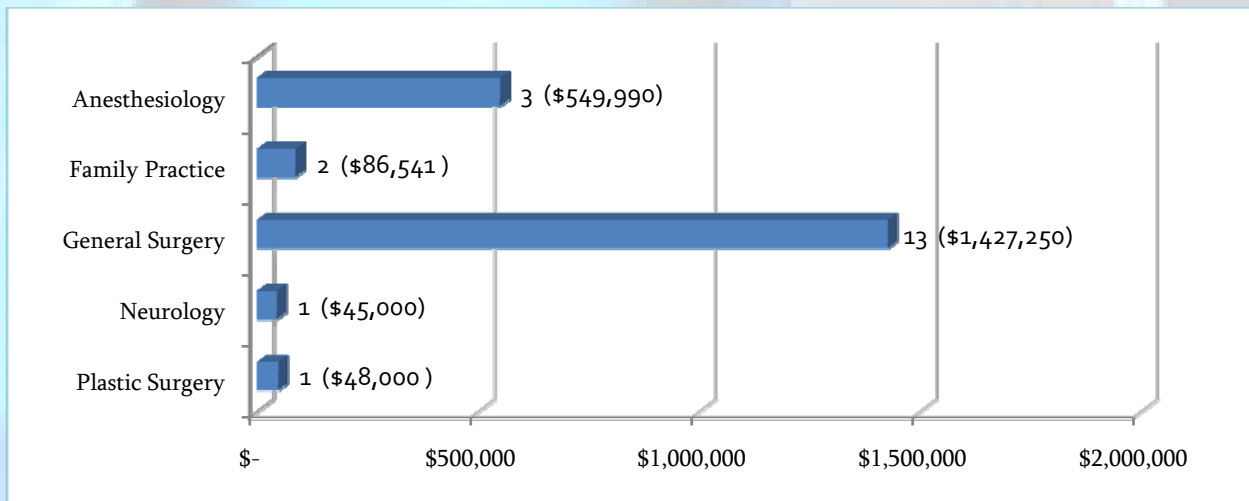 Anesthesiology
3 ($549,990)
Family Practice
2 ($86,541 )
General Surgery
13 ($1,427,250)
Neurology
1 ($45,000)
Plastic Surgery
1 ($48,000 )
$- $500,000 $1,000,000 $1,500,000 $2,000,000